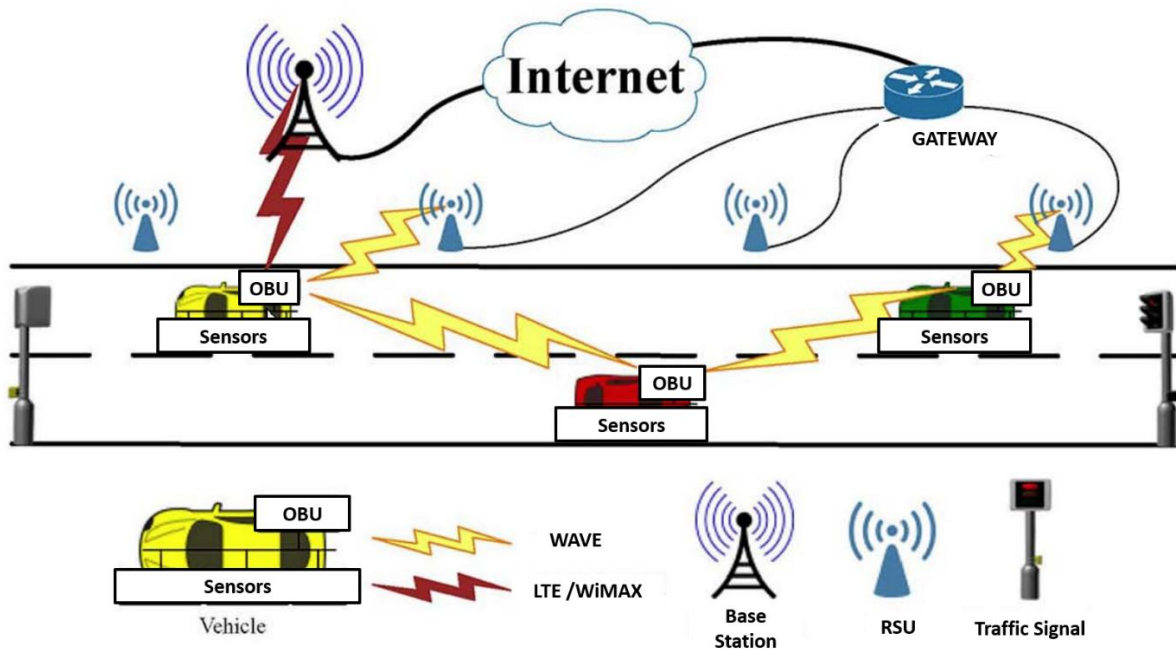 Internet
GATEWAY
OBU
OBU
Sensors
Sensors
OBU
Sensors
OBU
WAVE
Sensors
LTE /WiMAX
Vehicle
Base
Station
RSU
Traffic Signal